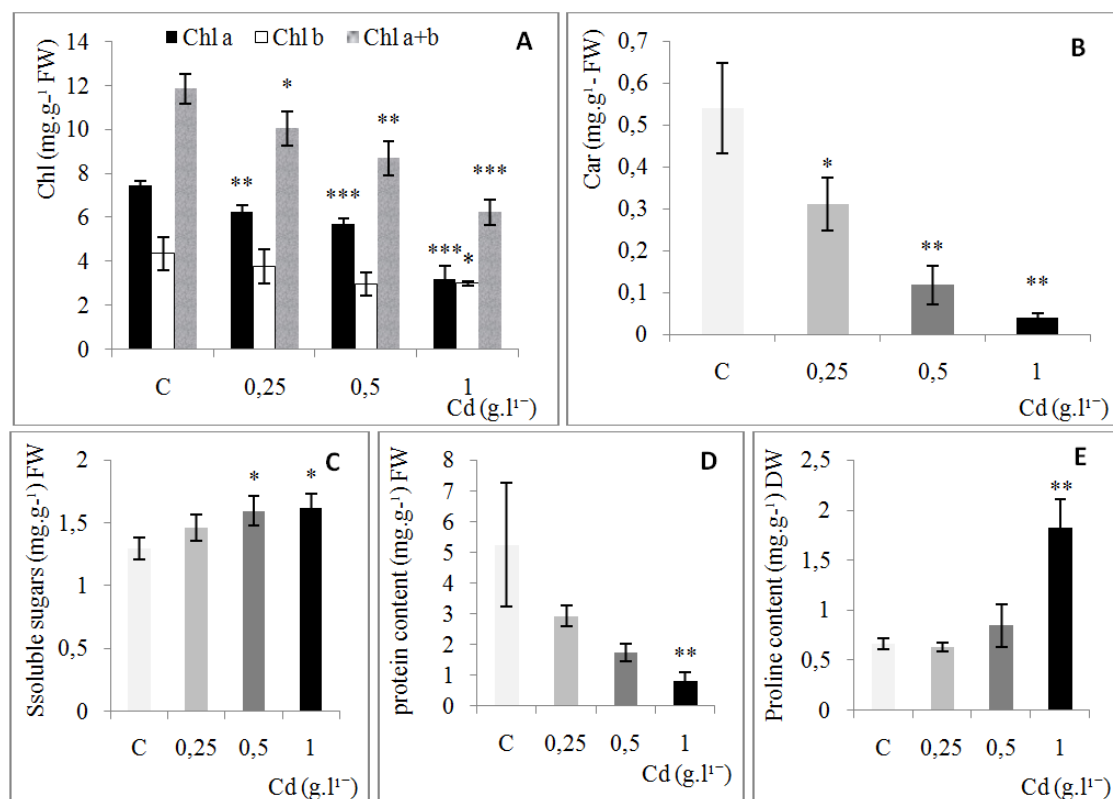 Chl a Chl b Chl a+b
A
Chl (mg.g-¹ FW)
14
12
10
8
6
4
2
0
*
**
**
***
***
***
*
C 0,25 0,5 1
Cd (g.l¹⁻)
B
Car (mg.g¹- FW)
0,7
0,6
0,5
0,4
0,3
0,2
0,1
0
*
**
**
C 0,25 0,5 1
Cd (g.l¹⁻)
C
Ssoluble sugars (mg.g-¹) FW
2
1,5
1
0,5
0
* *
C 0,25 0,5 1
Cd (g.l¹⁻)
D
protein content (mg.g-¹) FW
8
7
6
5
4
3
2
1
0
**
C 0,25 0,5 1
Cd (g.l¹⁻)
E
Proline content (mg.g-¹) DW
2,5
2
1,5
1
0,5
0
**
C 0,25 0,5 1
Cd (g.l¹⁻)